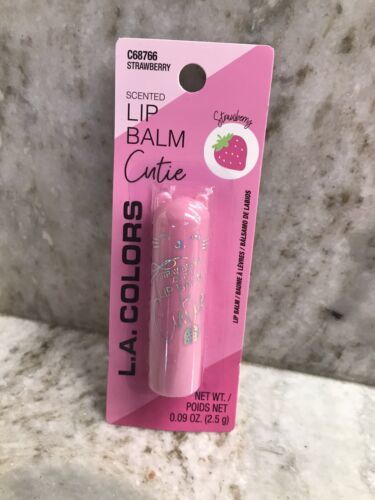 C68766
STRAWBERRY
SCENTED
LIP
BALM
Cutie
Strawberry
L.A. COLORS
LIP BALM / BAUME À LÈVRES / BÁLSAMO DE LABIOS
NET WT. /
POIDS NET
0.09 OZ. (2.5 g)